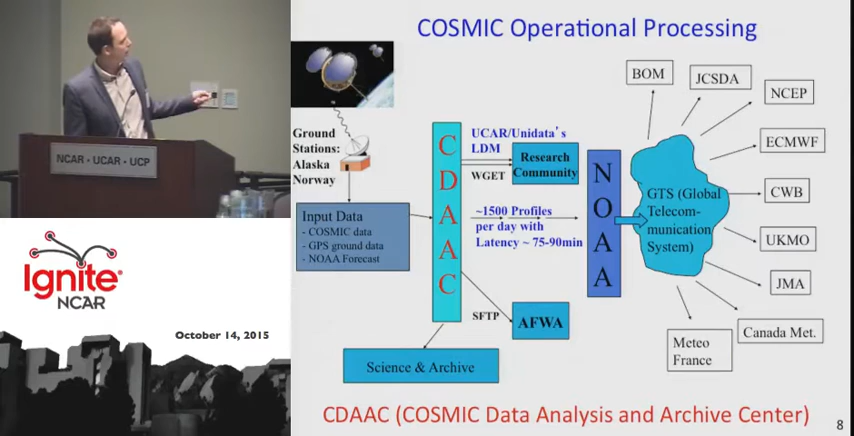 COSMIC Operational Processing
Ground
Stations:
Alaska
Norway
Input Data
- COSMIC data
- GPS ground data
- NOAA Forecast
C
D
A
A
C
UCAR/Unidata's
LDM
WGET
Research
Community
~1500 Profiles
per day with
Latency ~ 75-90min
SFTP
AFWA
Science & Archive
N
O
A
A
GTS (Global
Telecom-
munication
System)
BOM
JCSDA
NCEP
ECMWF
CWB
UKMO
JMA
Canada Met.
Meteo
France
CDAAC (COSMIC Data Analysis and Archive Center)
8
NCAR · UCAR · UCP
Ignite
NCAR
October 14, 2015